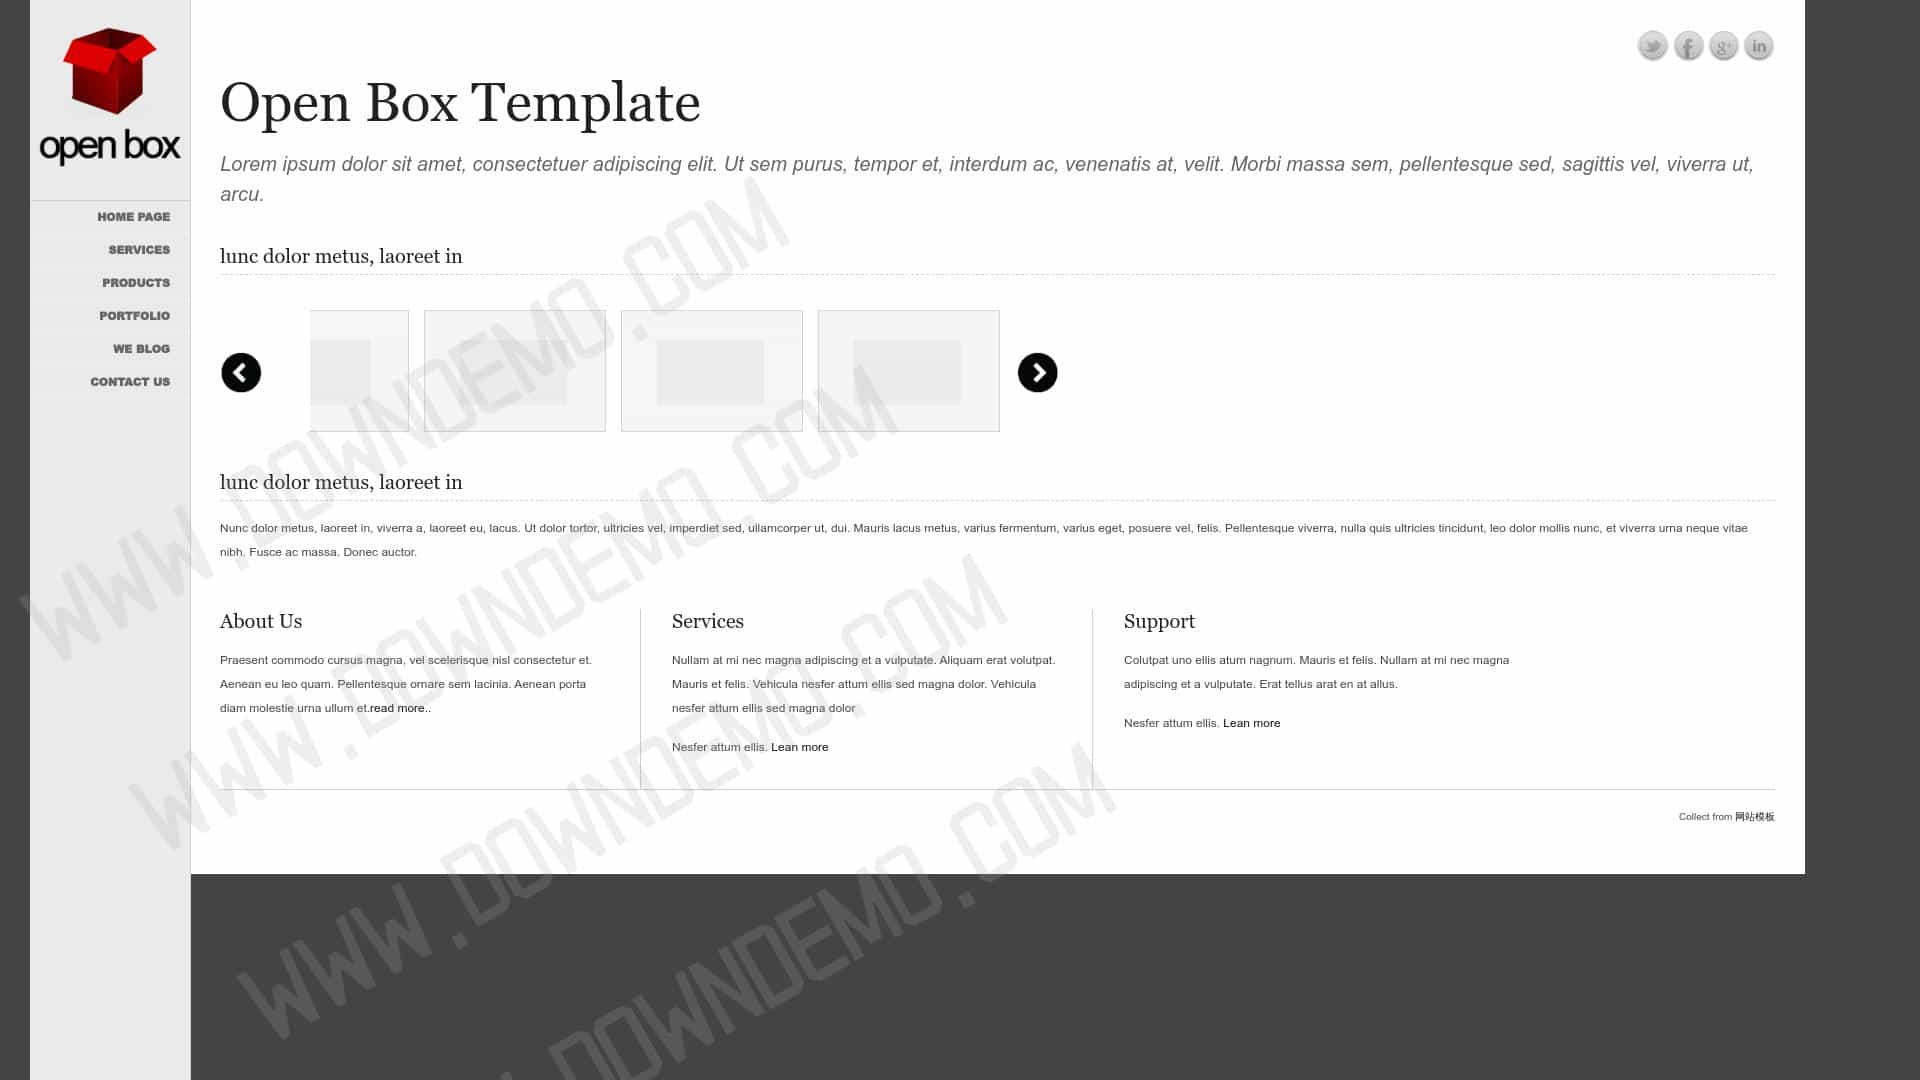 open box
HOME PAGE
SERVICES
PRODUCTS
PORTFOLIO
WE BLOG
CONTACT US
Open Box Template
Lorem ipsum dolor sit amet, consectetuer adipiscing elit. Ut sem purus, tempor et, interdum ac, venenatis at, velit. Morbi massa sem, pellentesque sed, sagittis vel, viverra ut,
arcu.
lunc dolor metus, laoreet in
lunc dolor metus, laoreet in
Nunc dolor metus, laoreet in, viverra a, laoreet eu, lacus. Ut dolor tortor, ultricies vel, imperdiet sed, ullamcorper ut, dui. Mauris lacus metus, varius fermentum, varius eget, posuere vel, felis. Pellentesque viverra, nulla quis ultricies tincidunt, leo dolor mollis nunc, et viverra urna neque vitae
nibh. Fusce ac massa. Donec auctor.
About Us
Praesent commodo cursus magna, vel scelerisque nisl consectetur et.
Aenean eu leo quam. Pellentesque ornare sem lacinia. Aenean porta
diam molestie urna ullum et.read more..
Services
Nullam at mi nec magna adipiscing et a vulputate. Aliquam erat volutpat.
Mauris et felis. Vehicula nesfer attum ellis sed magna dolor. Vehicula
nesfer attum ellis sed magna dolor
Nesfer attum ellis. Lean more
Support
Colutpat uno ellis atum nagnum. Mauris et felis. Nullam at mi nec magna
adipiscing et a vulputate. Erat tellus arat en at allus.
Nesfer attum ellis. Lean more
Collect from 网站模板
WWW.DOWNDEMO.COM
WWW.DOWNDEMO.COM
WWW.DOWNDEMO.COM
.DOWNDEMO.COM